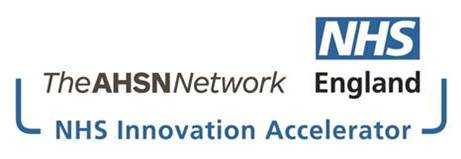 NHS
TheAHSNNetwork England
NHS Innovation Accelerator